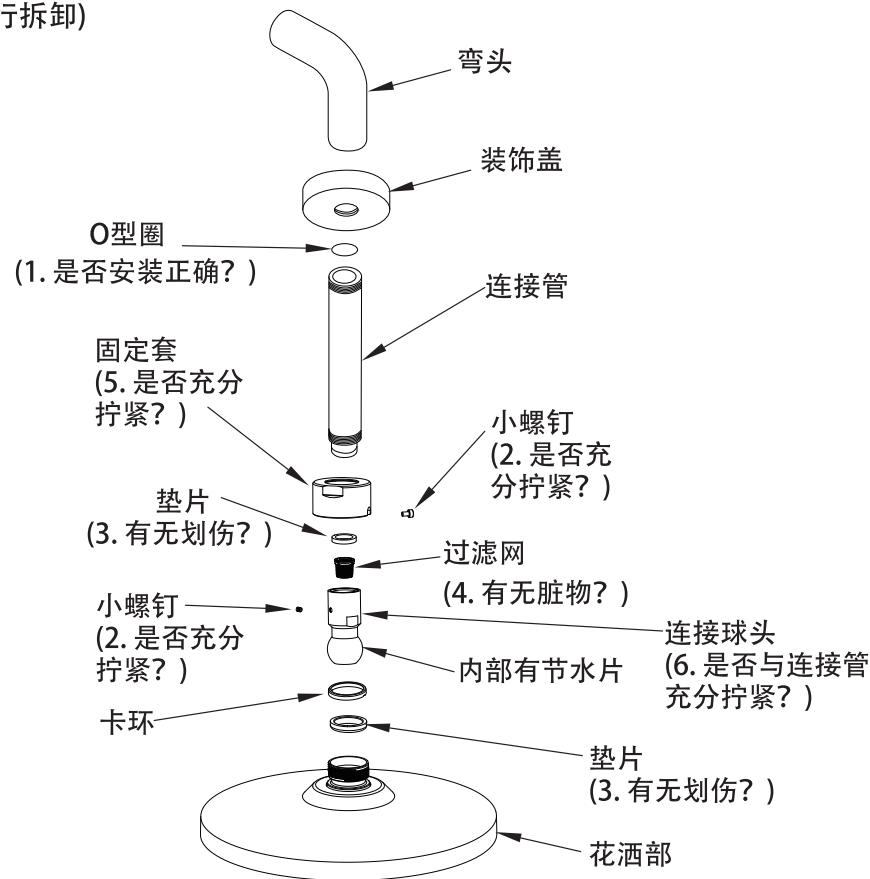 行拆卸)
弯头
装饰盖
O型圈
(1. 是否安装正确？)
连接管
固定套
(5. 是否充分
拧紧？)
小螺钉
(2. 是否充
分拧紧？)
垫片
(3. 有无划伤？)
过滤网
(4. 有无脏物？)
小螺钉
(2. 是否充分
拧紧？)
连接球头
(6. 是否与连接管
充分拧紧？)
内部有节水片
卡环
垫片
(3. 有无划伤？)
花洒部